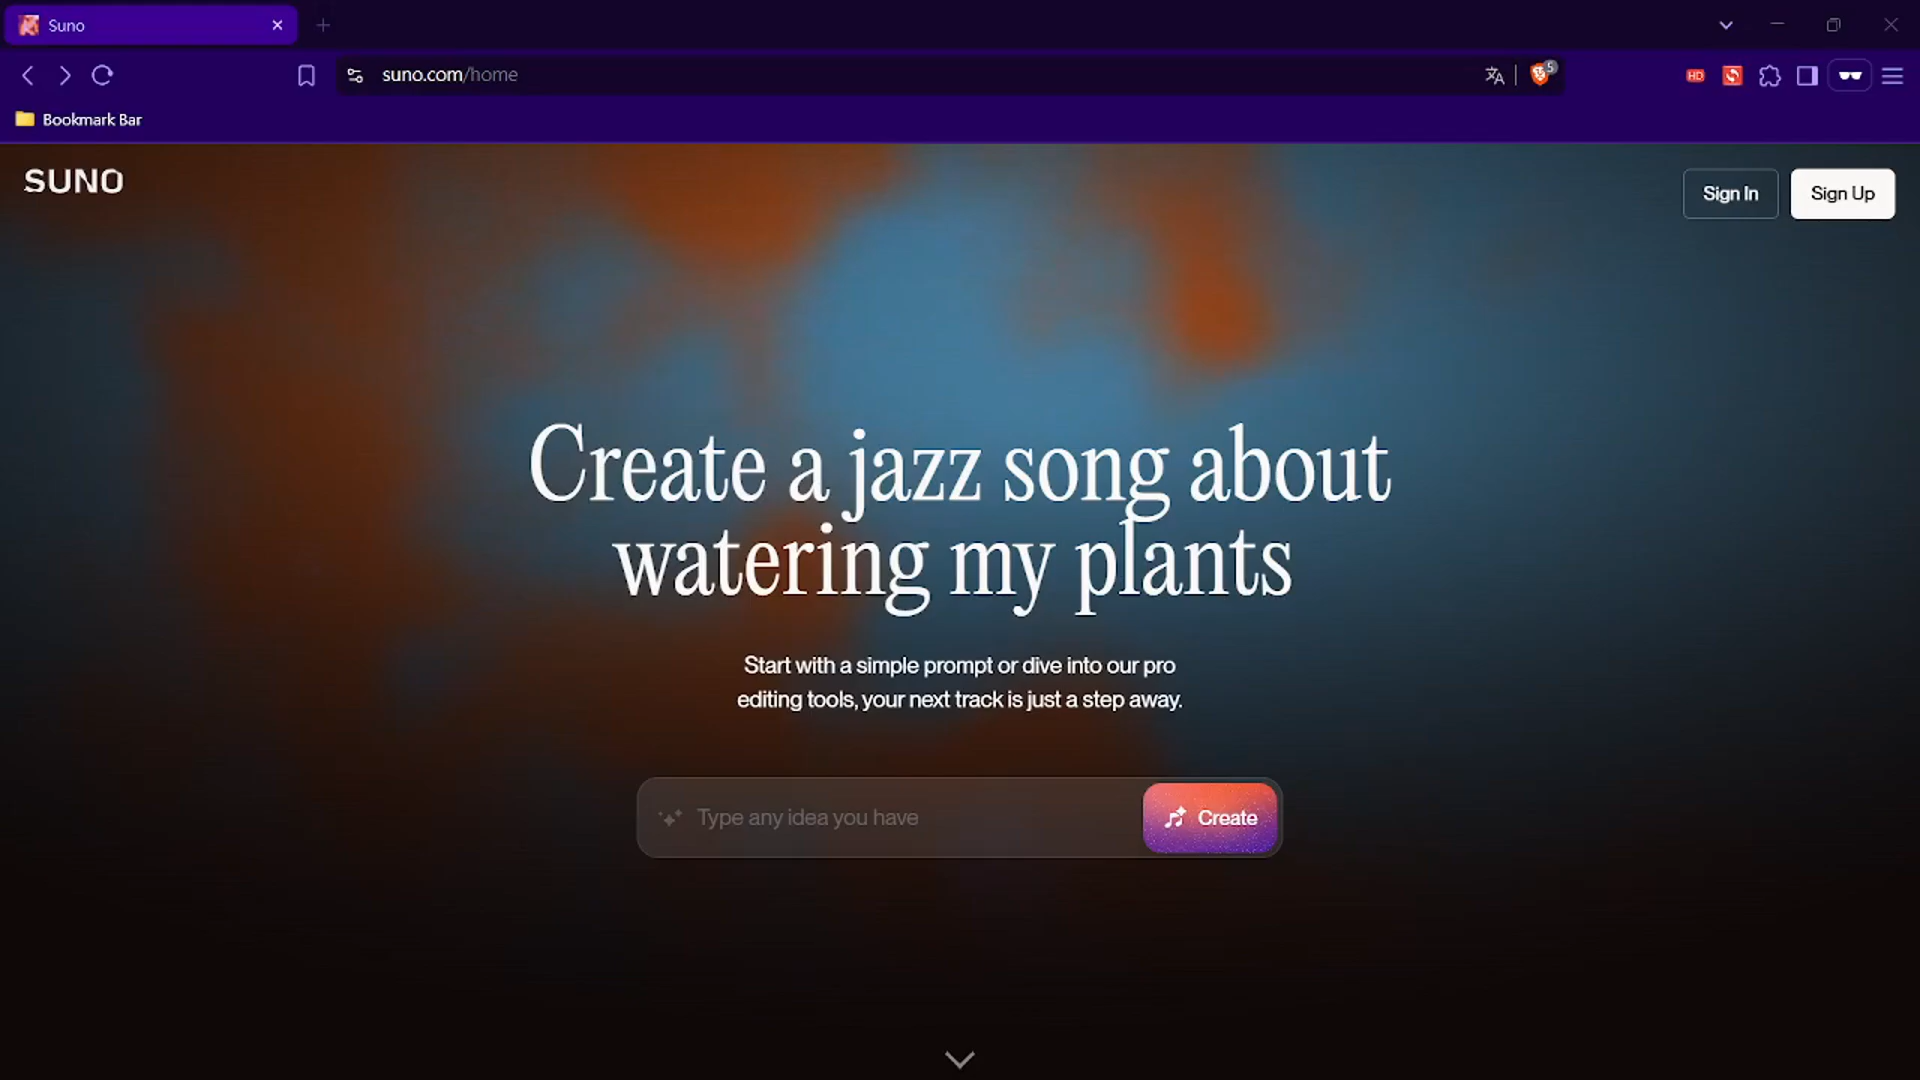 Suno
suno.com/home
5
HD
Bookmark Bar
SUNO
Sign In
Sign Up
Create a jazz song about
watering my plants
Start with a simple prompt or dive into our pro
editing tools, your next track is just a step away.
Type any idea you have
Create